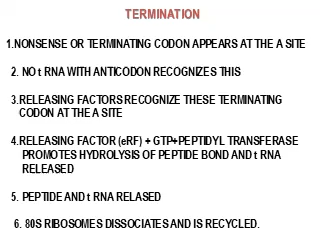 TERMINATION
1.NONSENSE OR TERMINATING CODON APPEARS AT THE A SITE
2. NO t RNA WITH ANTICODON RECOGNIZES THIS
3.RELEASING FACTORS RECOGNIZE THESE TERMINATING
CODON AT THE A SITE
4.RELEASING FACTOR (eRF) + GTP+PEPTIDYL TRANSFERASE
PROMOTES HYDROLYSIS OF PEPTIDE BOND AND t RNA
RELEASED
5. PEPTIDE AND t RNA RELASED
6. 80S RIBOSOMES DISSOCIATES AND IS RECYCLED.